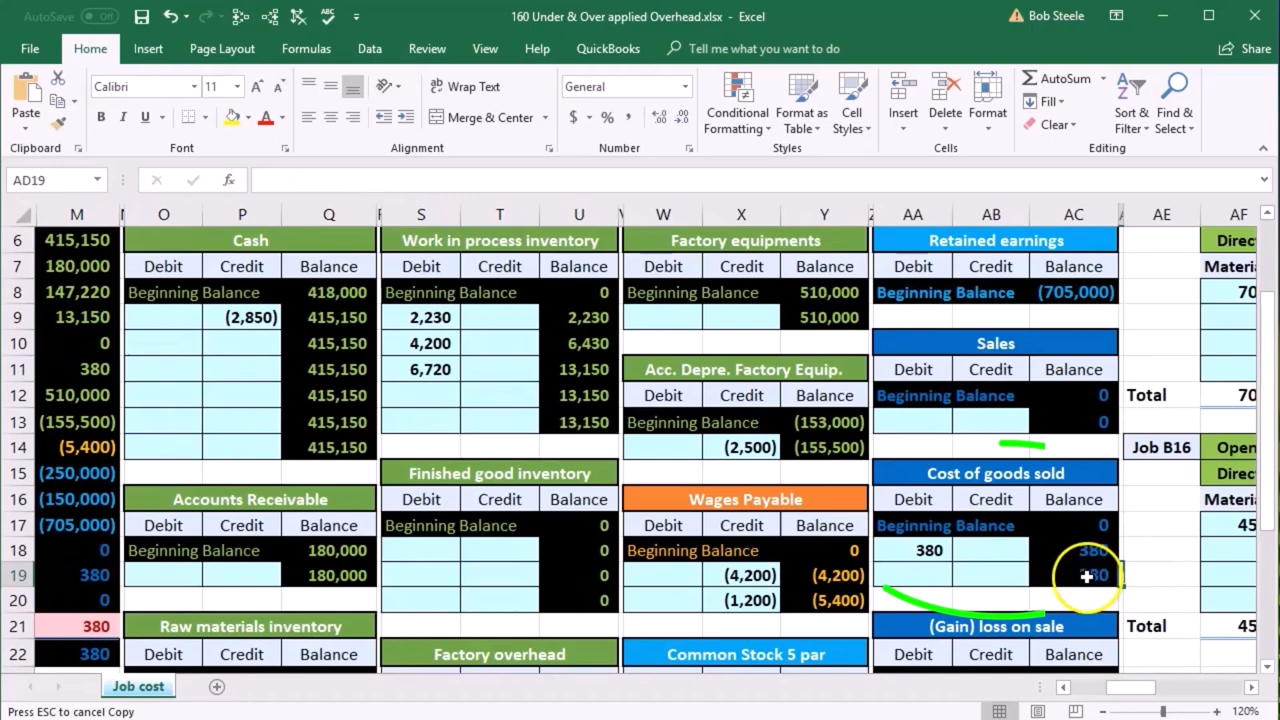 AutoSave Off 160 Under & Over applied Overhead.xlsx - Excel Bob Steele
File Home Insert Page Layout Formulas Data Review View Help QuickBooks Tell me what you want to do Share
Calibri 11 Wrap Text General AutoSum
Paste B I U Merge & Center $ % Conditional Formatting Format as Table Cell Styles Insert Delete Format Fill Clear Sort & Filter Find & Select
Clipboard Font Alignment Number Styles Cells Editing
AD19 fx
M O P Q S T U W X Y AA AB AC AE AF
6 415,150 Cash Work in process inventory Factory equipments Retained earnings Direc
7 180,000 Debit Credit Balance Debit Credit Balance Debit Credit Balance Debit Credit Balance Materi
8 147,220 Beginning Balance 418,000 Beginning Balance 0 Beginning Balance 510,000 Beginning Balance (705,000) 70
9 13,150 (2,850) 415,150 2,230 2,230 510,000
10 0 415,150 4,200 6,430 Sales
11 380 415,150 6,720 13,150 Acc. Depre. Factory Equip. Debit Credit Balance
12 510,000 415,150 13,150 Debit Credit Balance Beginning Balance 0 Total 70
13 (155,500) 415,150 13,150 Beginning Balance (153,000) 0
14 (5,400) 415,150 (2,500) (155,500) Job B16 Open
15 (250,000) Finished good inventory Cost of goods sold Direc
16 (150,000) Accounts Receivable Debit Credit Balance Wages Payable Debit Credit Balance Materi
17 (705,000) Debit Credit Balance Beginning Balance 0 Debit Credit Balance Beginning Balance 0 45
18 0 Beginning Balance 180,000 0 Beginning Balance 0 380 380
19 380 180,000 0 (4,200) (4,200) 380
20 0 0 (1,200) (5,400)
21 380 Raw materials inventory (Gain) loss on sale Total 45
22 380 Debit Credit Balance Factory overhead Common Stock 5 par Debit Credit Balance
Job cost
Press ESC to cancel Copy 120%